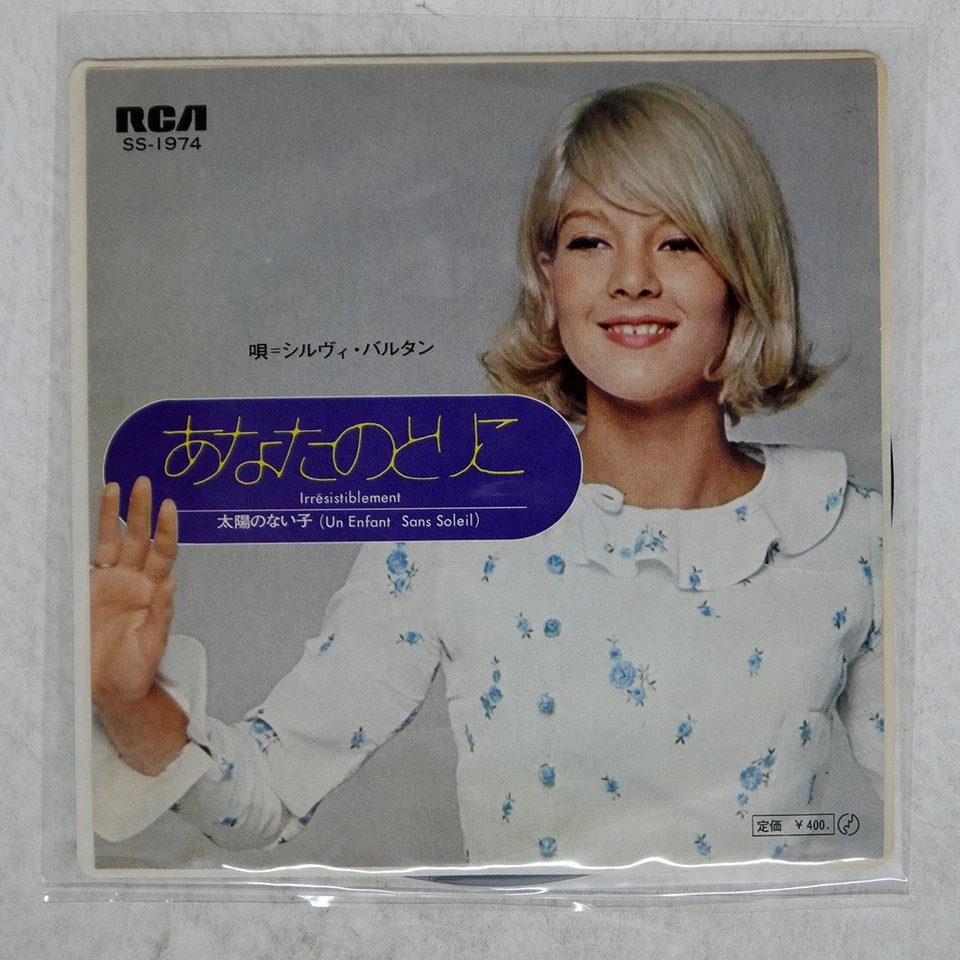 RCA
SS-1974
唄=シルヴィ・バルタン
あなたのとりこ
Irrésistiblement
太陽のない子 (Un Enfant Sans Soleil)
定価 ¥400.